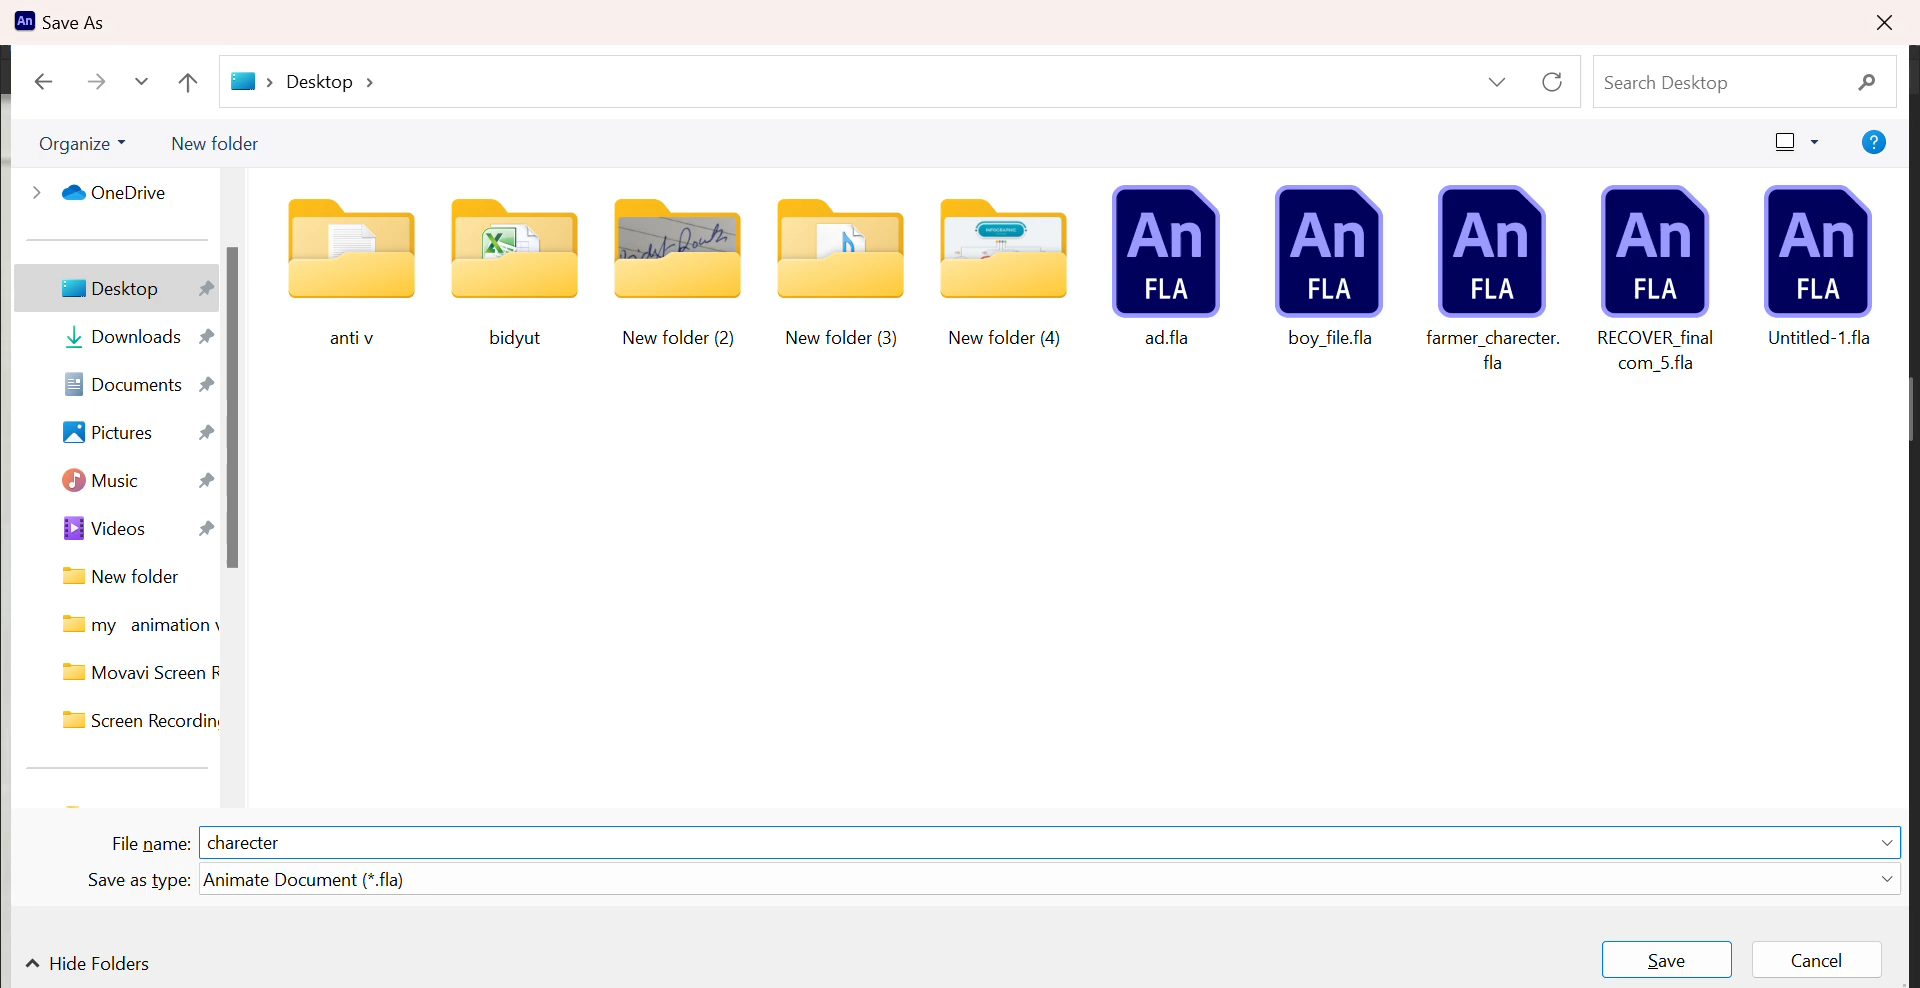 An Save As
Desktop
Search Desktop
Organize
New folder
?
OneDrive
Desktop
Downloads
Documents
Pictures
Music
Videos
New folder
my animation
Movavi Screen
Screen Recording
anti v
bidyut
New folder (2)
New folder (3)
INFOGRAPHIC
New folder (4)
An
FLA
ad.fla
An
FLA
boy_file.fla
An
FLA
farmer_charecter.
fla
An
FLA
RECOVER_final
com_5.fla
An
FLA
Untitled-1.fla
File name: charecter
Save as type: Animate Document (*.fla)
Hide Folders
Save
Cancel